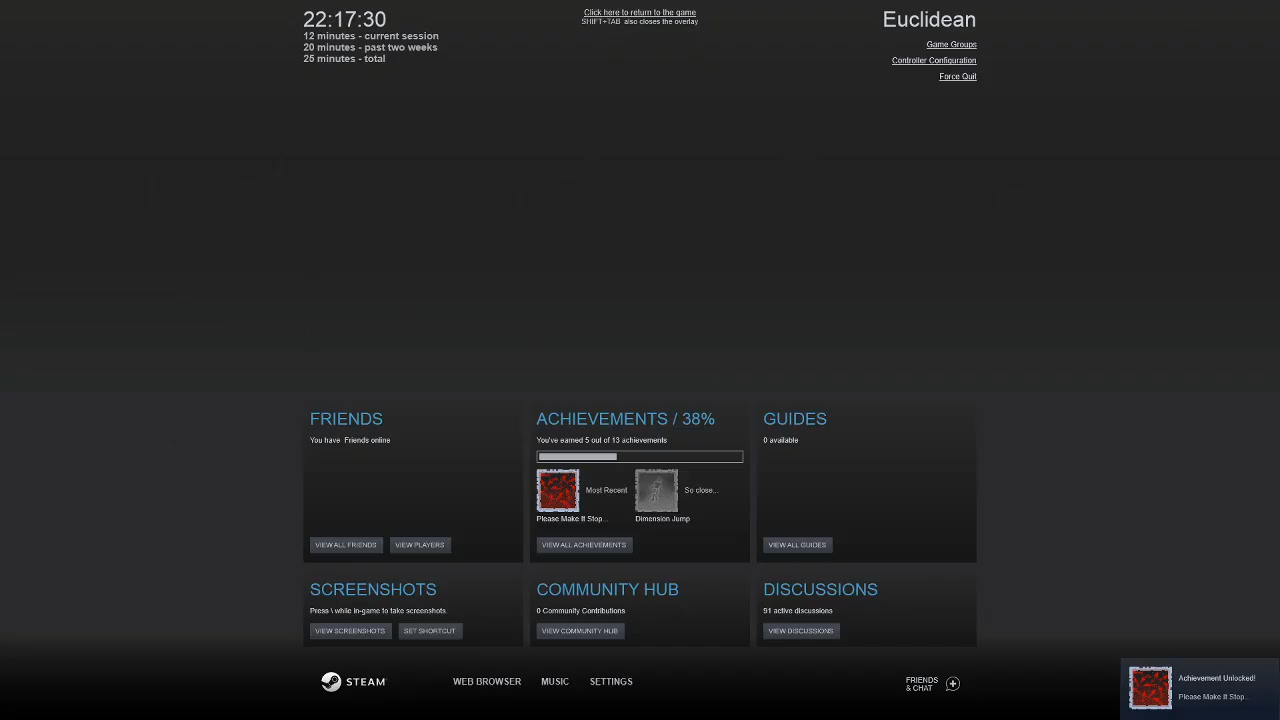 22:17:30
12 minutes - current session
20 minutes - past two weeks
25 minutes - total
Click here to return to the game
SHIFT+TAB also closes the overlay
Euclidean
Game Groups
Controller Configuration
Force Quit
FRIENDS
You have Friends online
VIEW ALL FRIENDS
VIEW PLAYERS
ACHIEVEMENTS / 38%
You've earned 5 out of 13 achievements
Most Recent
So close...
Please Make It Stop...
Dimension Jump
VIEW ALL ACHIEVEMENTS
GUIDES
0 available
VIEW ALL GUIDES
SCREENSHOTS
Press \ while in-game to take screenshots.
VIEW SCREENSHOTS
SET SHORTCUT
COMMUNITY HUB
0 Community Contributions
VIEW COMMUNITY HUB
DISCUSSIONS
91 active discussions
VIEW DISCUSSIONS
STEAM
WEB BROWSER
MUSIC
SETTINGS
FRIENDS
& CHAT
Achievement Unlocked!
Please Make It Stop...